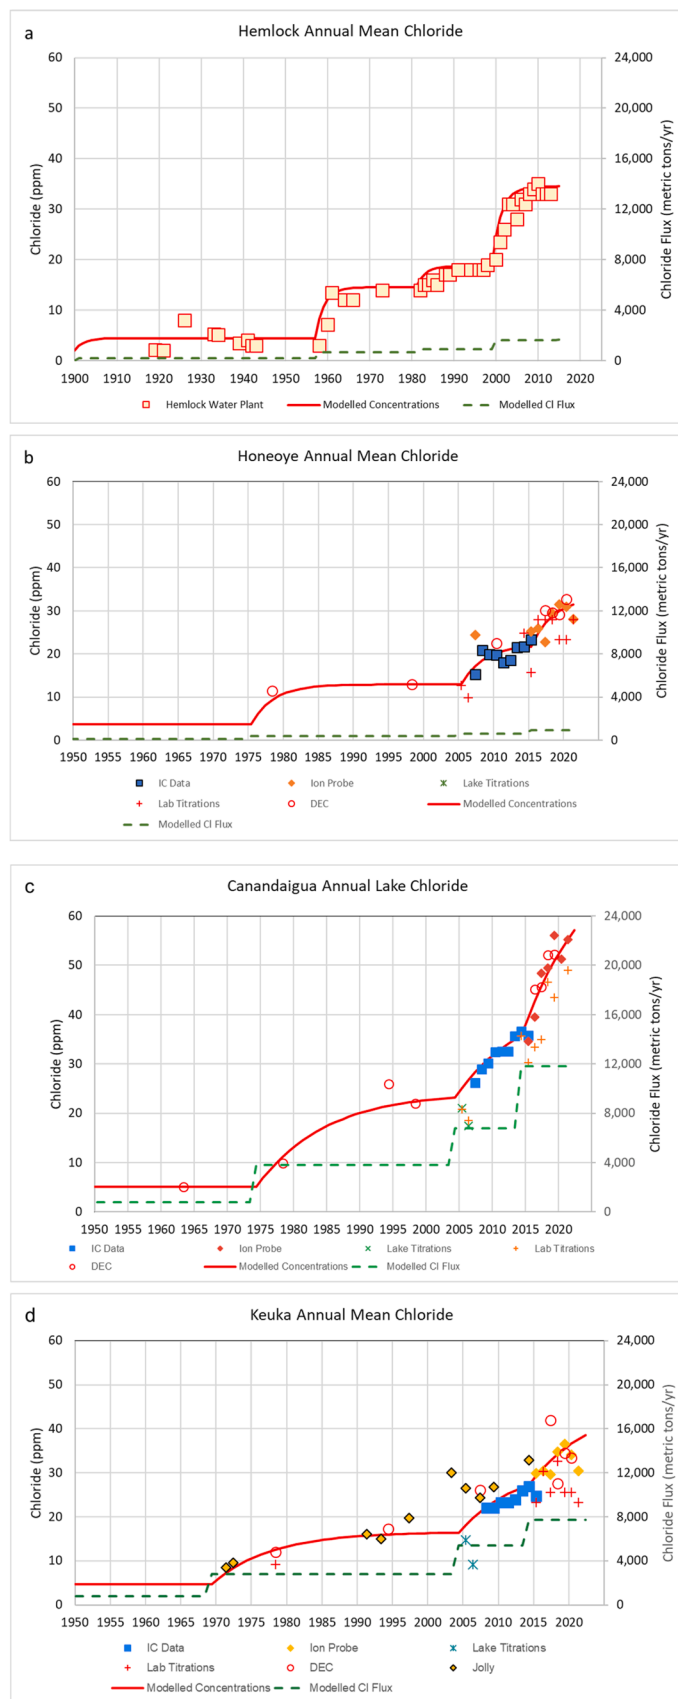 a
Hemlock Annual Mean Chloride
60 24,000
50 20,000
40 16,000
30 12,000
20 8,000
10 4,000
0 0
Chloride (ppm)
Chloride Flux (metric tons/yr)
1900 1910 1920 1930 1940 1950 1960 1970 1980 1990 2000 2010 2020
Hemlock Water Plant Modelled Concentrations Modelled Cl Flux
b
Honeoye Annual Mean Chloride
60 24,000
50 20,000
40 16,000
30 12,000
20 8,000
10 4,000
0 0
Chloride (ppm)
Chloride Flux (metric tons/yr)
1950 1955 1960 1965 1970 1975 1980 1985 1990 1995 2000 2005 2010 2015 2020
IC Data Ion Probe Lake Titrations
Lab Titrations DEC Modelled Concentrations
Modelled Cl Flux
c
Canandaigua Annual Lake Chloride
60 24,000
50 20,000
40 16,000
30 12,000
20 8,000
10 4,000
0 0
Chloride (ppm)
Chloride Flux (metric tons/yr)
1950 1955 1960 1965 1970 1975 1980 1985 1990 1995 2000 2005 2010 2015 2020
IC Data Ion Probe Lake Titrations Lab Titrations
DEC Modelled Concentrations Modelled Cl Flux
d
Keuka Annual Mean Chloride
60 24,000
50 20,000
40 16,000
30 12,000
20 8,000
10 4,000
0 0
Chloride (ppm)
Chloride Flux (metric tons/yr)
1950 1955 1960 1965 1970 1975 1980 1985 1990 1995 2000 2005 2010 2015 2020
IC Data Ion Probe Lake Titrations
Lab Titrations DEC Jolly
Modelled Concentrations Modelled Cl Flux